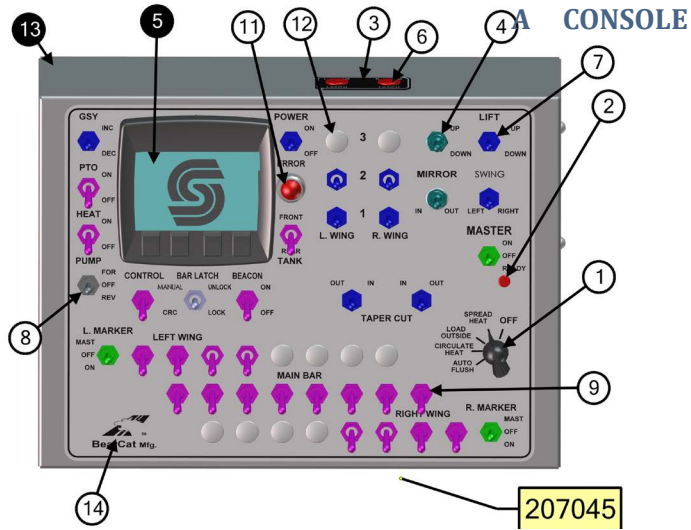 A CONSOLE
13
5
11
12
3
6
4
7
2
GSY
INC
DEC
POWER
ON
OFF
3
UP
DOWN
LIFT
UP
DOWN
PTO
ON
OFF
ERROR
2
MIRROR
IN OUT
SWING
LEFT RIGHT
HEAT
ON
OFF
FRONT
TANK
1
L. WING R. WING
MASTER
ON
OFF
READY
PUMP
FOR
OFF
REV
8
CONTROL
MANUAL
CRC
BAR LATCH
UNLOCK
LOCK
BEACON
ON
OFF
OUT IN IN OUT
TAPER CUT
1
SPREAD HEAT
OFF
LOAD OUTSIDE
CIRCULATE HEAT
AUTO FLUSH
L. MARKER
MAST
OFF
ON
LEFT WING
MAIN BAR
9
RIGHT WING
R. MARKER
MAST
OFF
ON
BearCat Mfg.
14
207045